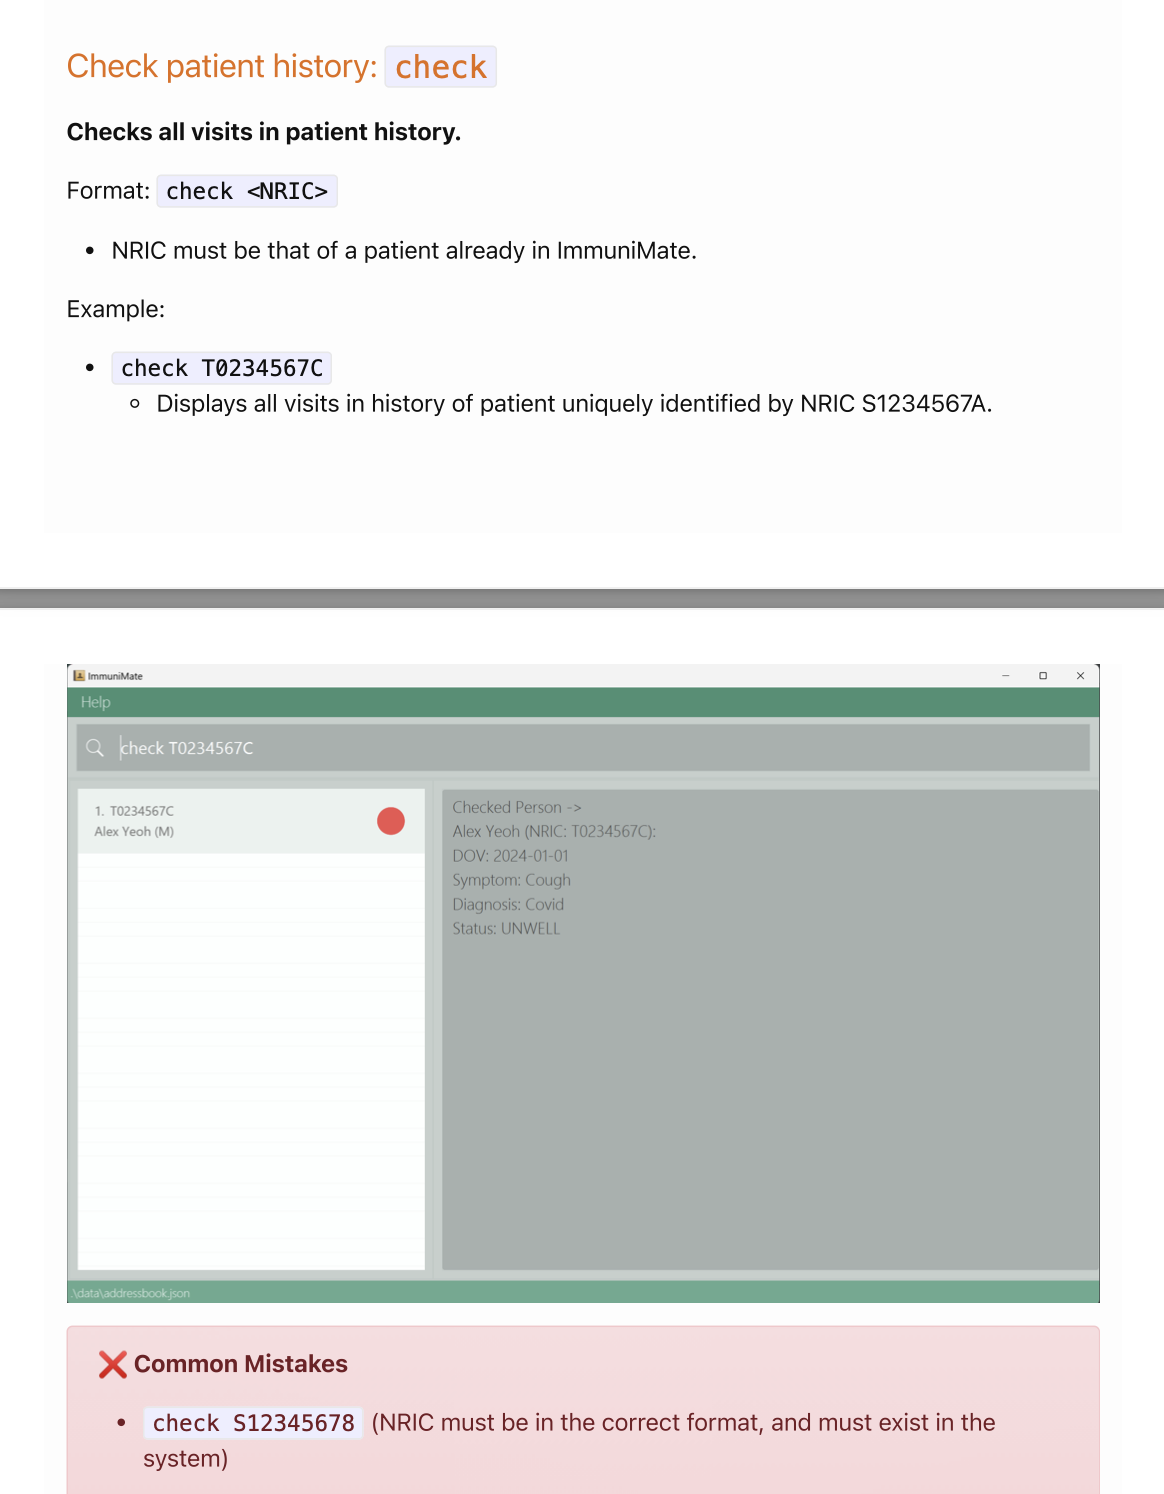 Check patient history: check
Checks all visits in patient history.
Format: check <NRIC>
• NRIC must be that of a patient already in ImmuniMate.
Example:
• check T0234567C
◦ Displays all visits in history of patient uniquely identified by NRIC S1234567A.
ImmuniMate
Help
check T0234567C
1. T0234567C
Alex Yeoh (M)
Checked Person ->
Alex Yeoh (NRIC: T0234567C):
DOV: 2024-01-01
Symptom: Cough
Diagnosis: Covid
Status: UNWELL
.\data\addressbook.json
❌ Common Mistakes
• check S12345678 (NRIC must be in the correct format, and must exist in the
system)